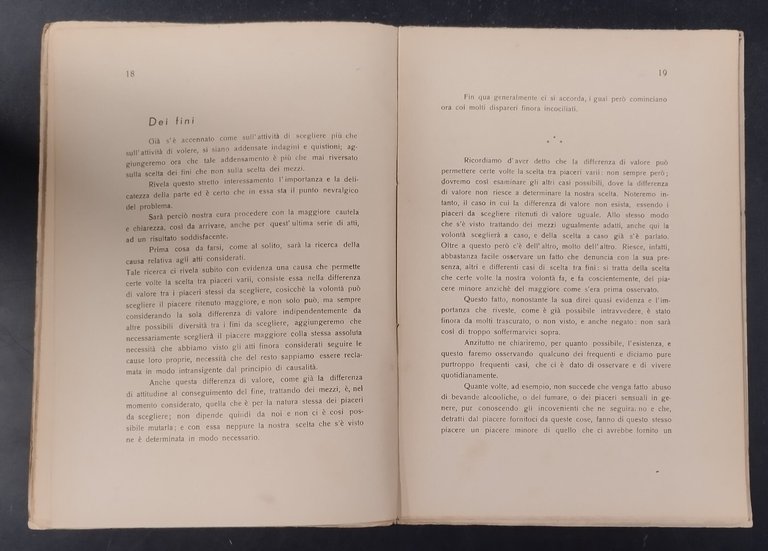 18
Dei fini
Già s'è accennato come sull'attività di scegliere più che
sull'attività di volere, si siano addensate indagini e quistioni; ag-
giungeremo ora che tale addensamento è più che mai riversato
sulla scelta dei fini che non sulla scelta dei mezzi.
Rivela questo stretto interessamento l'importanza e la deli-
catezza della parte ed è certo che in essa sta il punto nevralgico
del problema.
Sarà perciò nostra cura procedere con la maggiore cautela
e chiarezza, così da arrivare, anche per quest'ultima serie di atti,
ad un risultato soddisfacente.
Prima cosa da farsi, come al solito, sarà la ricerca della
causa relativa agli atti considerati.
Tale ricerca ci rivela subito con evidenza una causa che permette
certe volte la scelta tra piaceri varii, consiste essa nella differenza
di valore tra i piaceri stessi da scegliere, cosicchè la volontà può
scegliere il piacere ritenuto maggiore, e non solo può, ma sempre
considerando la sola differenza di valore indipendentemente da
altre possibili diversità tra i fini da scegliere, aggiungeremo che
necessariamente sceglierà il piacere maggiore colla stessa assoluta
necessità che abbiamo visto gli atti finora considerati seguire le
cause loro proprie, necessità che del resto sappiamo essere recla-
mata in modo intransigente dal principio di causalità.
Anche questa differenza di valore, come già la differenza
di attitudine al conseguimento del fine, trattando dei mezzi, è, nel
momento considerato, quella che è per la natura stessa dei piaceri
da scegliere; non dipende quindi da noi e non ci è così pos-
sibile mutarla; e con essa neppure la nostra scelta che s'è visto
ne è determinata in modo necessario.
19
Fin qua generalmente ci si accorda, i guai però cominciano
ora coi molti dispareri finora incociliati.
* * *
Ricordiamo d'aver detto che la differenza di valore può
permettere certe volte la scelta tra piaceri varii: non sempre però;
dovremo così esaminare gli altri casi possibili, dove la differenza
di valore non riesce a determinare la nostra scelta. Noteremo in-
tanto, il caso in cui la differenza di valore non esista, essendo i
piaceri da scegliere ritenuti di valore uguale. Allo stesso modo
che s'è visto trattando dei mezzi ugualmente adatti, anche qui la
volontà sceglierà a caso, e della scelta a caso già s'è parlato.
Oltre a questo però c'è dell'altro, molto dell'altro. Riesce, infatti,
abbastanza facile osservare un fatto che denuncia con la sua pre-
senza, altri e differenti casi di scelta tra fini: si tratta della scelta
che certe volte la nostra volontà fa, e coscientemente, del pia-
cere minore anzichè del maggiore come s'era prima osservato.
Questo fatto, nonostante la sua direi quasi evidenza e l'im-
portanza che riveste, come è già possibile intravvedere, è stato
finora da molti trascurato, o non visto, e anche negato: non sarà
così di troppo soffermarvici sopra.
Anzitutto ne chiariremo, per quanto possibile, l'esistenza, e
questo faremo osservando qualcuno dei frequenti e diciamo pure
purtroppo frequenti casi, che ci è dato di osservare e di vivere
quotidianamente.
Quante volte, ad esempio, non succede che venga fatto abuso
di bevande alcooliche, o del fumare, o dei piaceri sensuali in ge-
nere, pur conoscendo gli incovenienti che ne seguiranno e che,
detratti dal piacere fornitoci da queste cose, fanno di questo stesso
piacere un piacere minore di quello che ci avrebbe fornito un